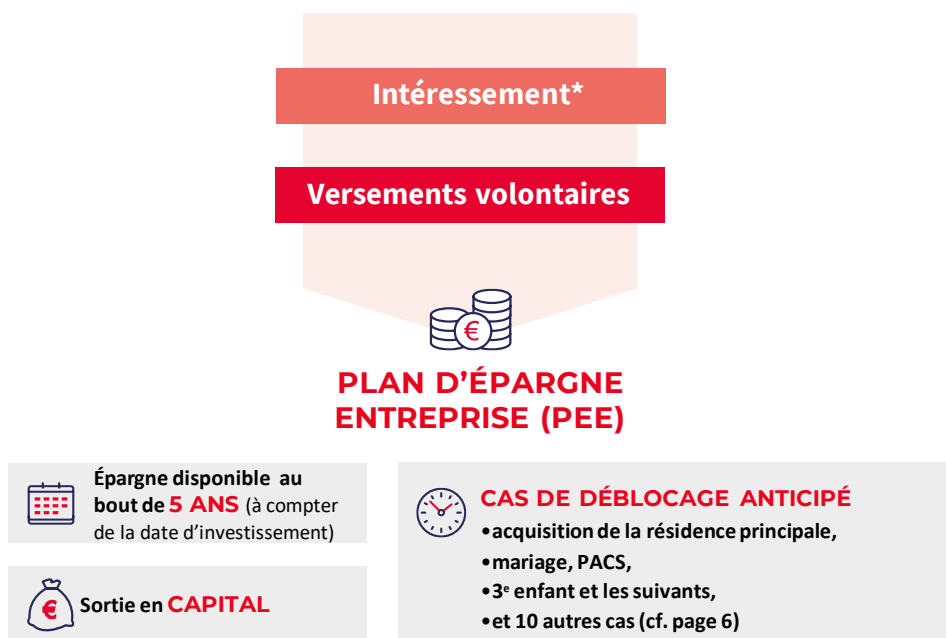 Intéressement*
Versements volontaires
€
PLAN D'ÉPARGNE
ENTREPRISE (PEE)
Épargne disponible au
bout de 5 ANS (à compter
de la date d'investissement)
€
Sortie en CAPITAL
CAS DE DÉBLOCAGE ANTICIPÉ
•acquisition de la résidence principale,
•mariage, PACS,
•3e enfant et les suivants,
•et 10 autres cas (cf. page 6)